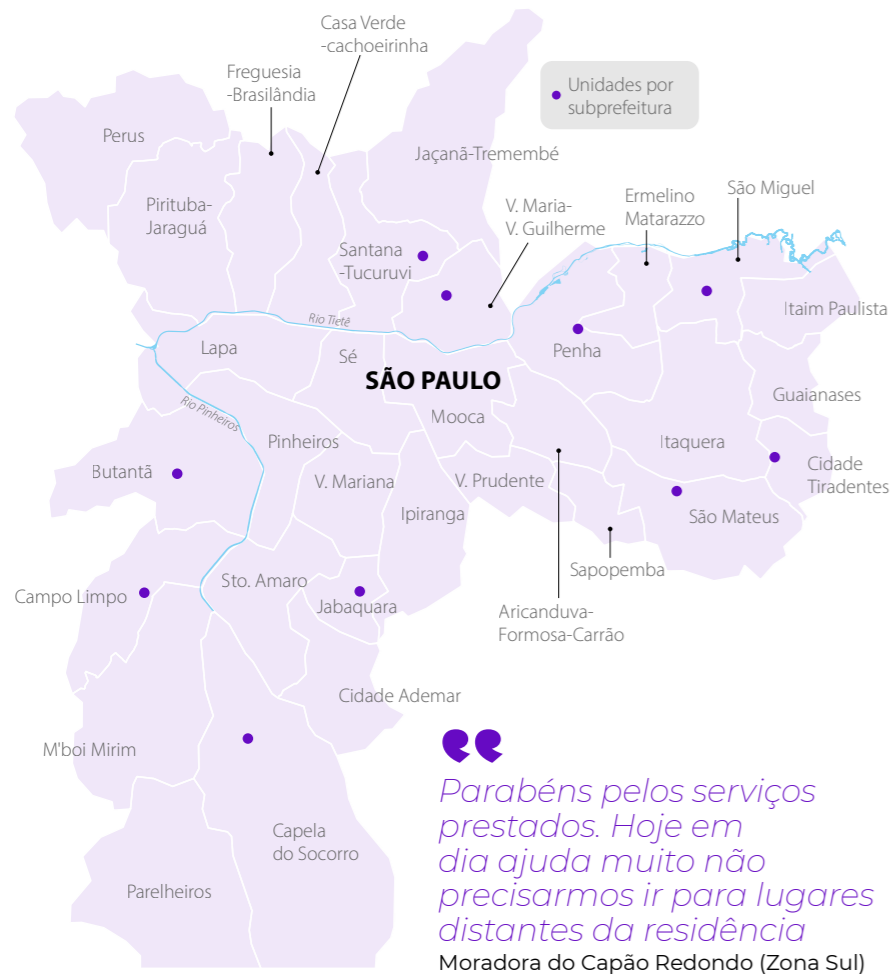 Casa Verde
-cachoeirinha
Freguesia
-Brasilândia
Unidades por
subprefeitura
Perus
Jaçanã-Tremembé
Pirituba-
Jaraguá
V. Maria-
V. Guilherme
Ermelino
Matarazzo
São Miguel
Santana
-Tucuruvi
Itaim Paulista
Rio Tietê
Lapa
Sé
Penha
SÃO PAULO
Guaianases
Rio Pinheiros
Mooca
Pinheiros
Itaquera
Butantã
V. Mariana
V. Prudente
Cidade
Tiradentes
Ipiranga
São Mateus
Sapopemba
Sto. Amaro
Campo Limpo
Jabaquara
Aricanduva-
Formosa-Carrão
Cidade Ademar
M'boi Mirim
Capela
do Socorro
Parelheiros
Parabéns pelos serviços
prestados. Hoje em
dia ajuda muito não
precisarmos ir para lugares
distantes da residência
Moradora do Capão Redondo (Zona Sul)